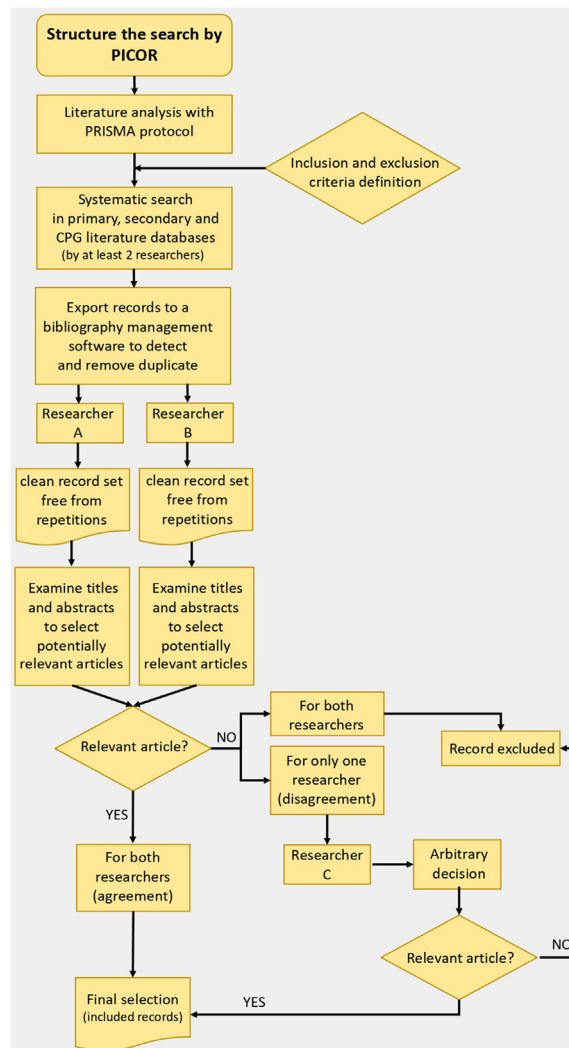 Structure the search by
PICOR
Literature analysis with
PRISMA protocol
Inclusion and exclusion
criteria definition
Systematic search
in primary, secondary and
CPG literature databases
(by at least 2 researchers)
Export records to a
bibliography management
software to detect
and remove duplicate
Researcher
A
Researcher
B
clean record set
free from
repetitions
clean record set
free from
repetitions
Examine titles
and abstracts
to select
potentially
relevant articles
Examine titles
and abstracts
to select
potentially
relevant articles
Relevant article?
NO
For both
researchers
Record excluded
For only one
researcher
(disagreement)
YES
Researcher
C
Arbitrary
decision
For both
researchers
(agreement)
Relevant article?
NO
YES
Final selection
(included records)